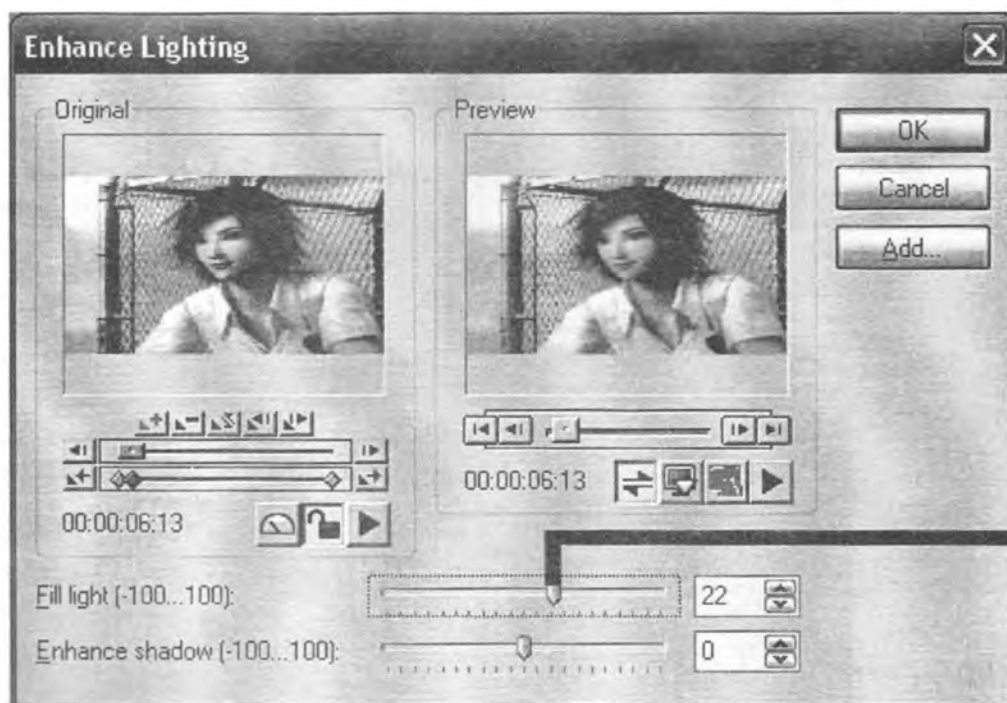 Enhance Lighting
Original
Preview
OK
Cancel
Add...
00:00:06:13
00:00:06:13
Fill light (-100...100):
22
Enhance shadow (-100...100):
0